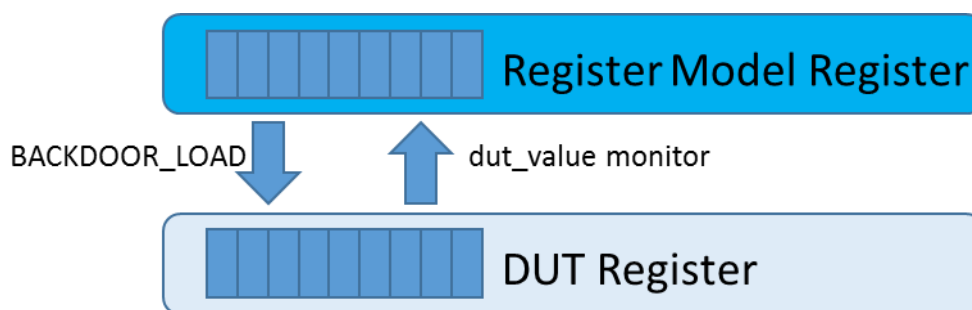 Register Model Register
BACKDOOR_LOAD
dut_value monitor
DUT Register